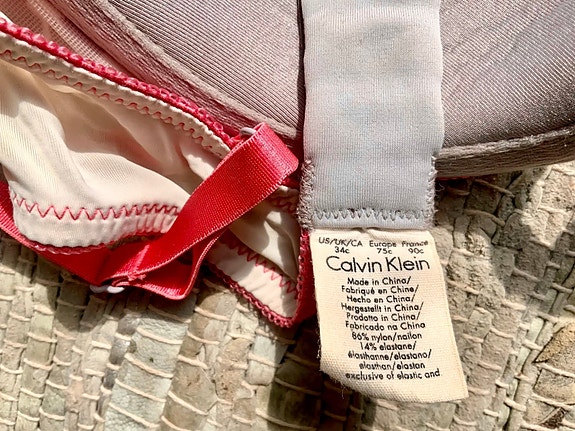 US/UK/CA Europe France
34c 75c 90c
Calvin Klein
Made in China/
Fabriqué en Chine/
Hecho en China/
Hergestellt in China/
Prodotto in China/
Fabricado na China
86% nylon/nailon
14% elastane/
élasthanne/elastano/
elasthan/elastan
exclusive of elastic and